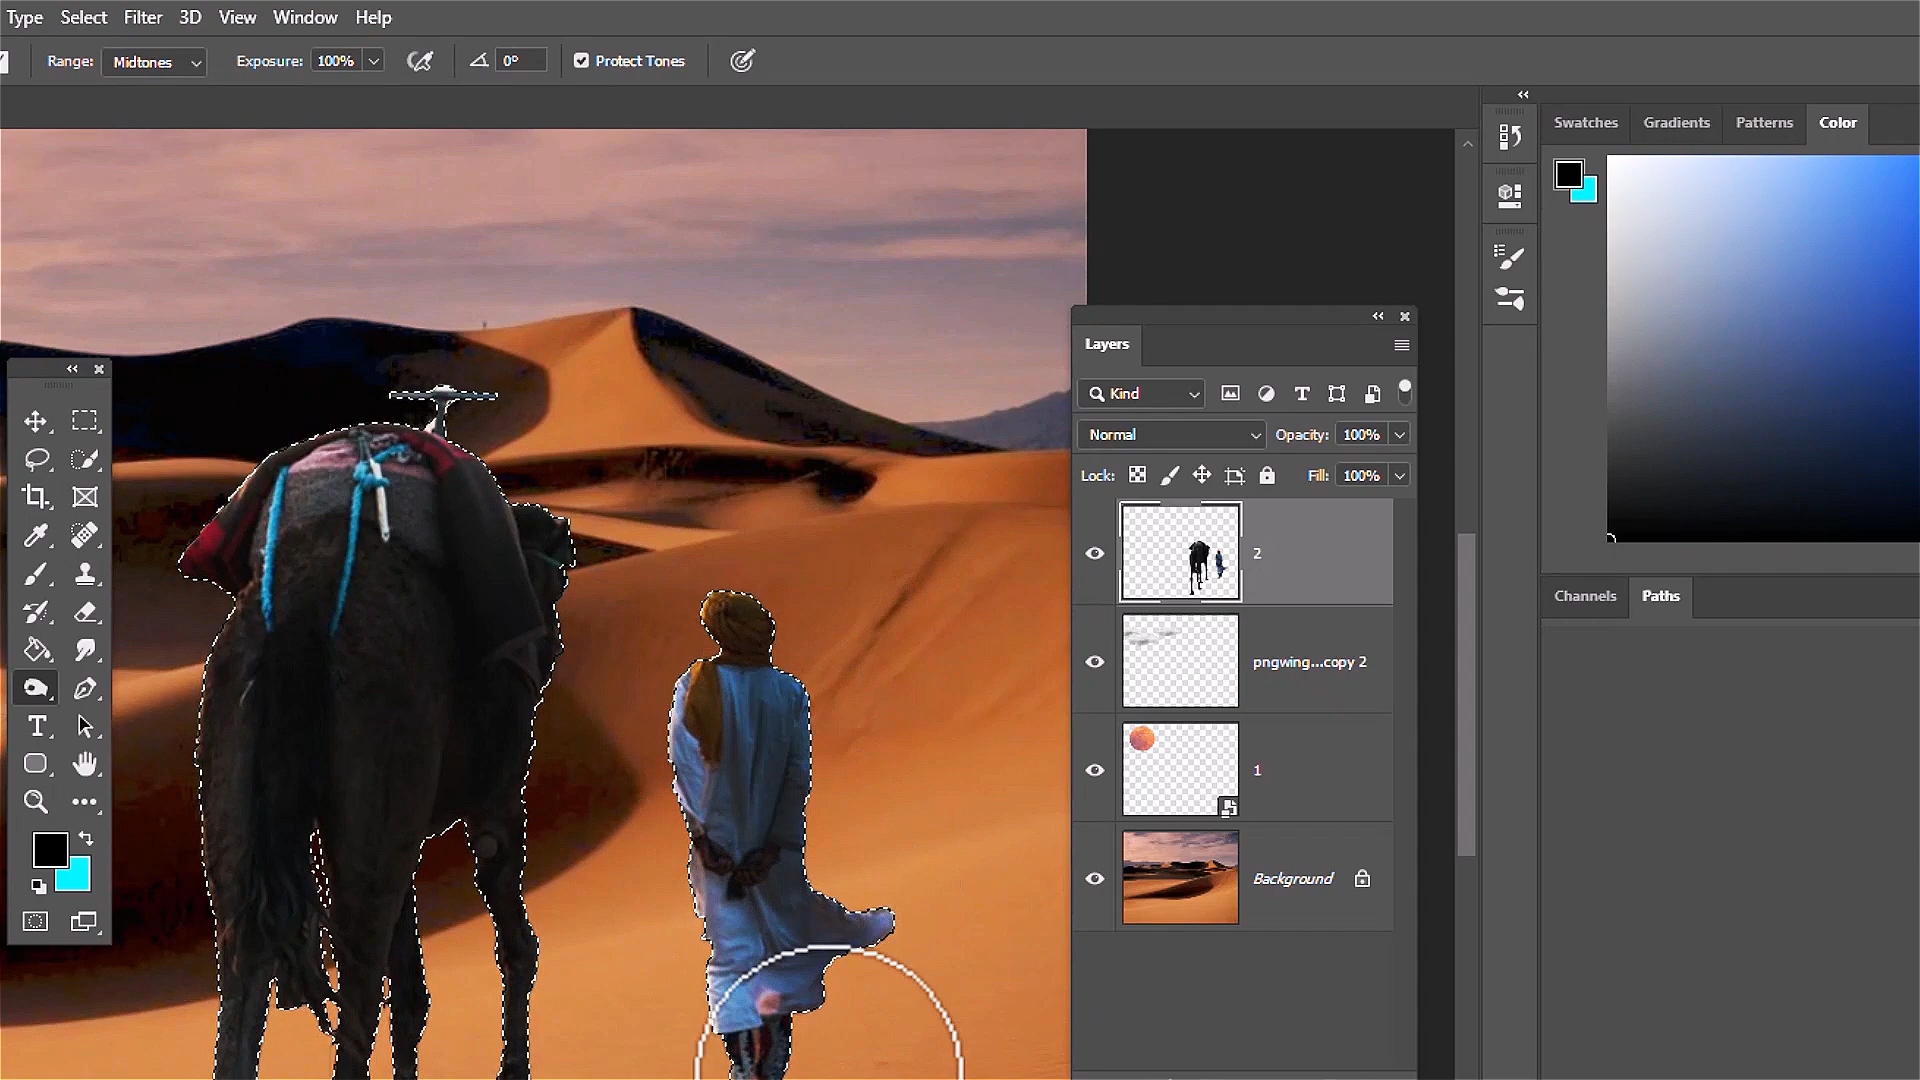 Type Select Filter 3D View Window Help
Range: Midtones Exposure: 100% 0° Protect Tones
Swatches Gradients Patterns Color
Layers
Kind
Normal Opacity: 100%
Lock: Fill: 100%
2
pngwing...copy 2
1
Background
Channels Paths